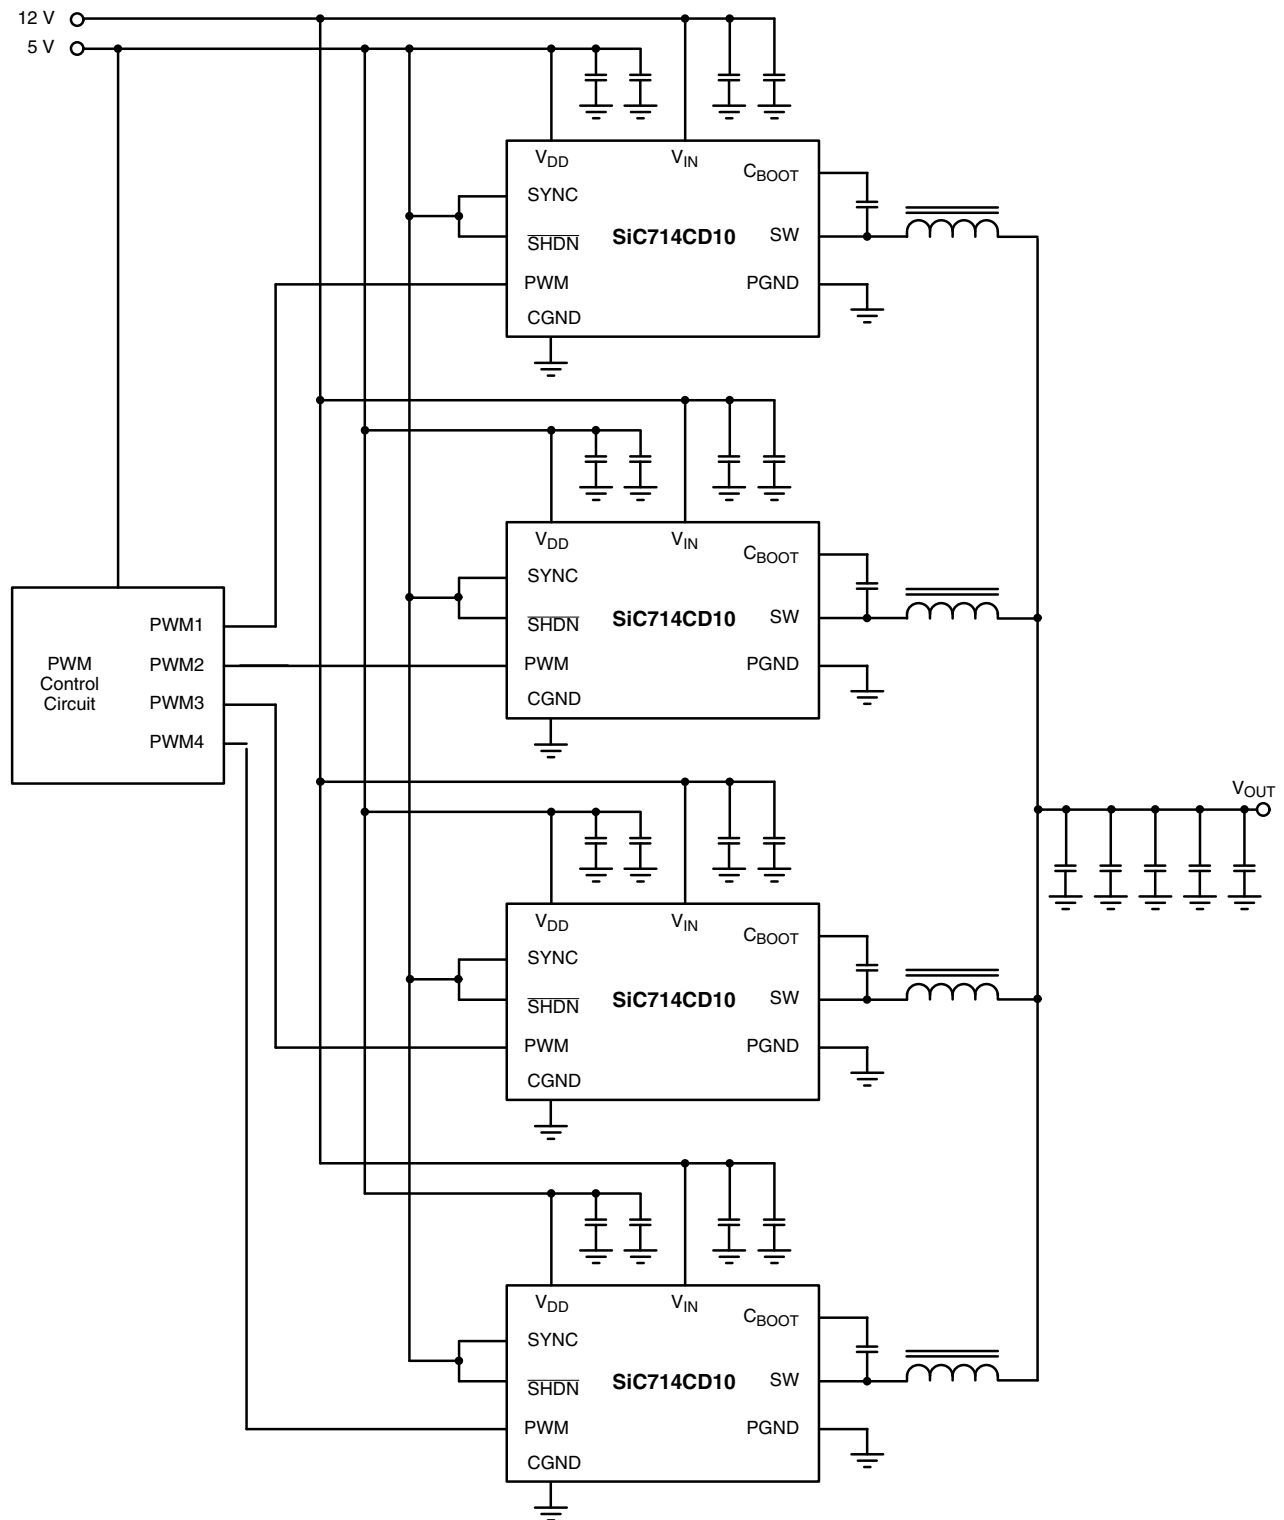 12 V
5 V
VDD
VIN
CBOOT
SYNC
SHDN
SiC714CD10
SW
PWM
PGND
CGND
VDD
VIN
CBOOT
SYNC
SHDN
SiC714CD10
SW
PWM
PGND
CGND
PWM
Control
Circuit
PWM1
PWM2
PWM3
PWM4
VOUT
VDD
VIN
CBOOT
SYNC
SHDN
SiC714CD10
SW
PWM
PGND
CGND
VDD
VIN
CBOOT
SYNC
SHDN
SiC714CD10
SW
PWM
PGND
CGND